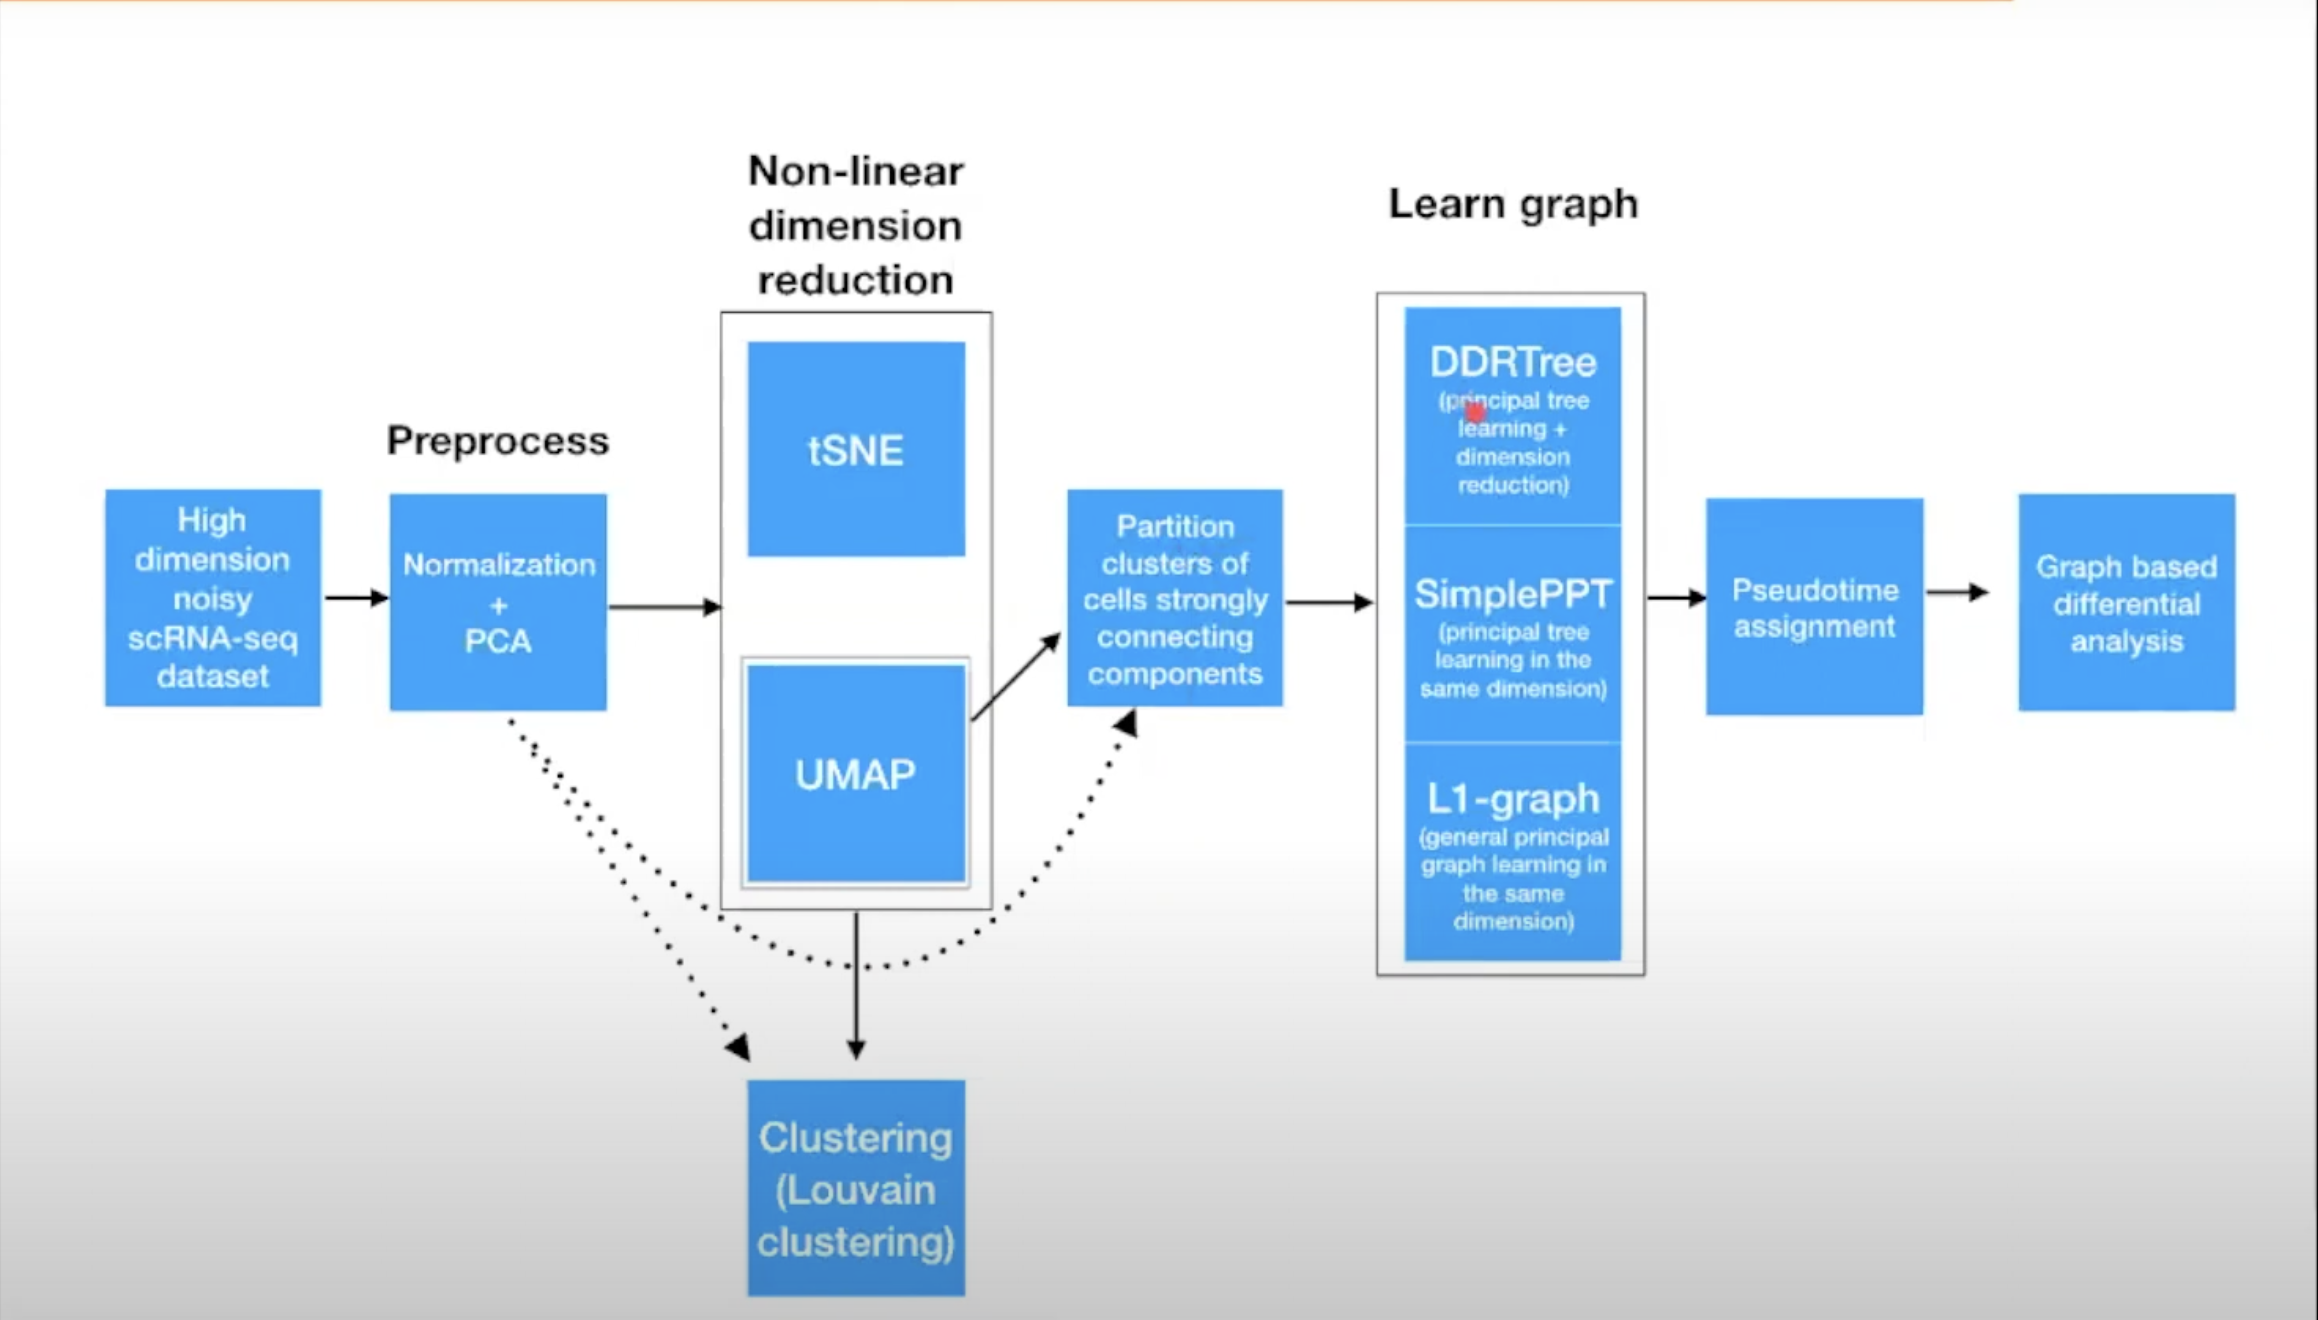 Non-linear
dimension
reduction
Learn graph
Preprocess
High
dimension
noisy
scRNA-seq
dataset
Normalization
+
PCA
tSNE
UMAP
Partition
clusters of
cells strongly
connecting
components
DDRTree
(principal tree
learning +
dimension
reduction)
SimplePPT
(principal tree
learning in the
same dimension)
L1-graph
(general principal
graph learning in
the same
dimension)
Pseudotime
assignment
Graph based
differential
analysis
Clustering
(Louvain
clustering)